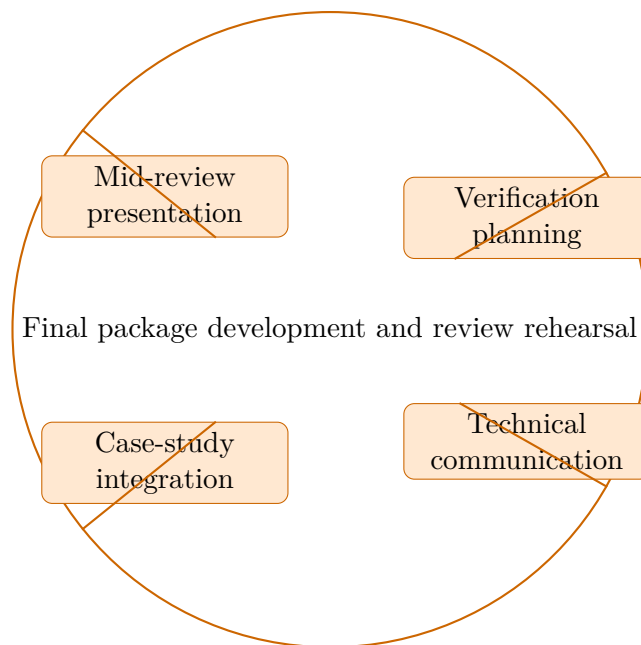 Mid-review
presentation
Verification
planning
Final package development and review rehearsal
Case-study
integration
Technical
communication